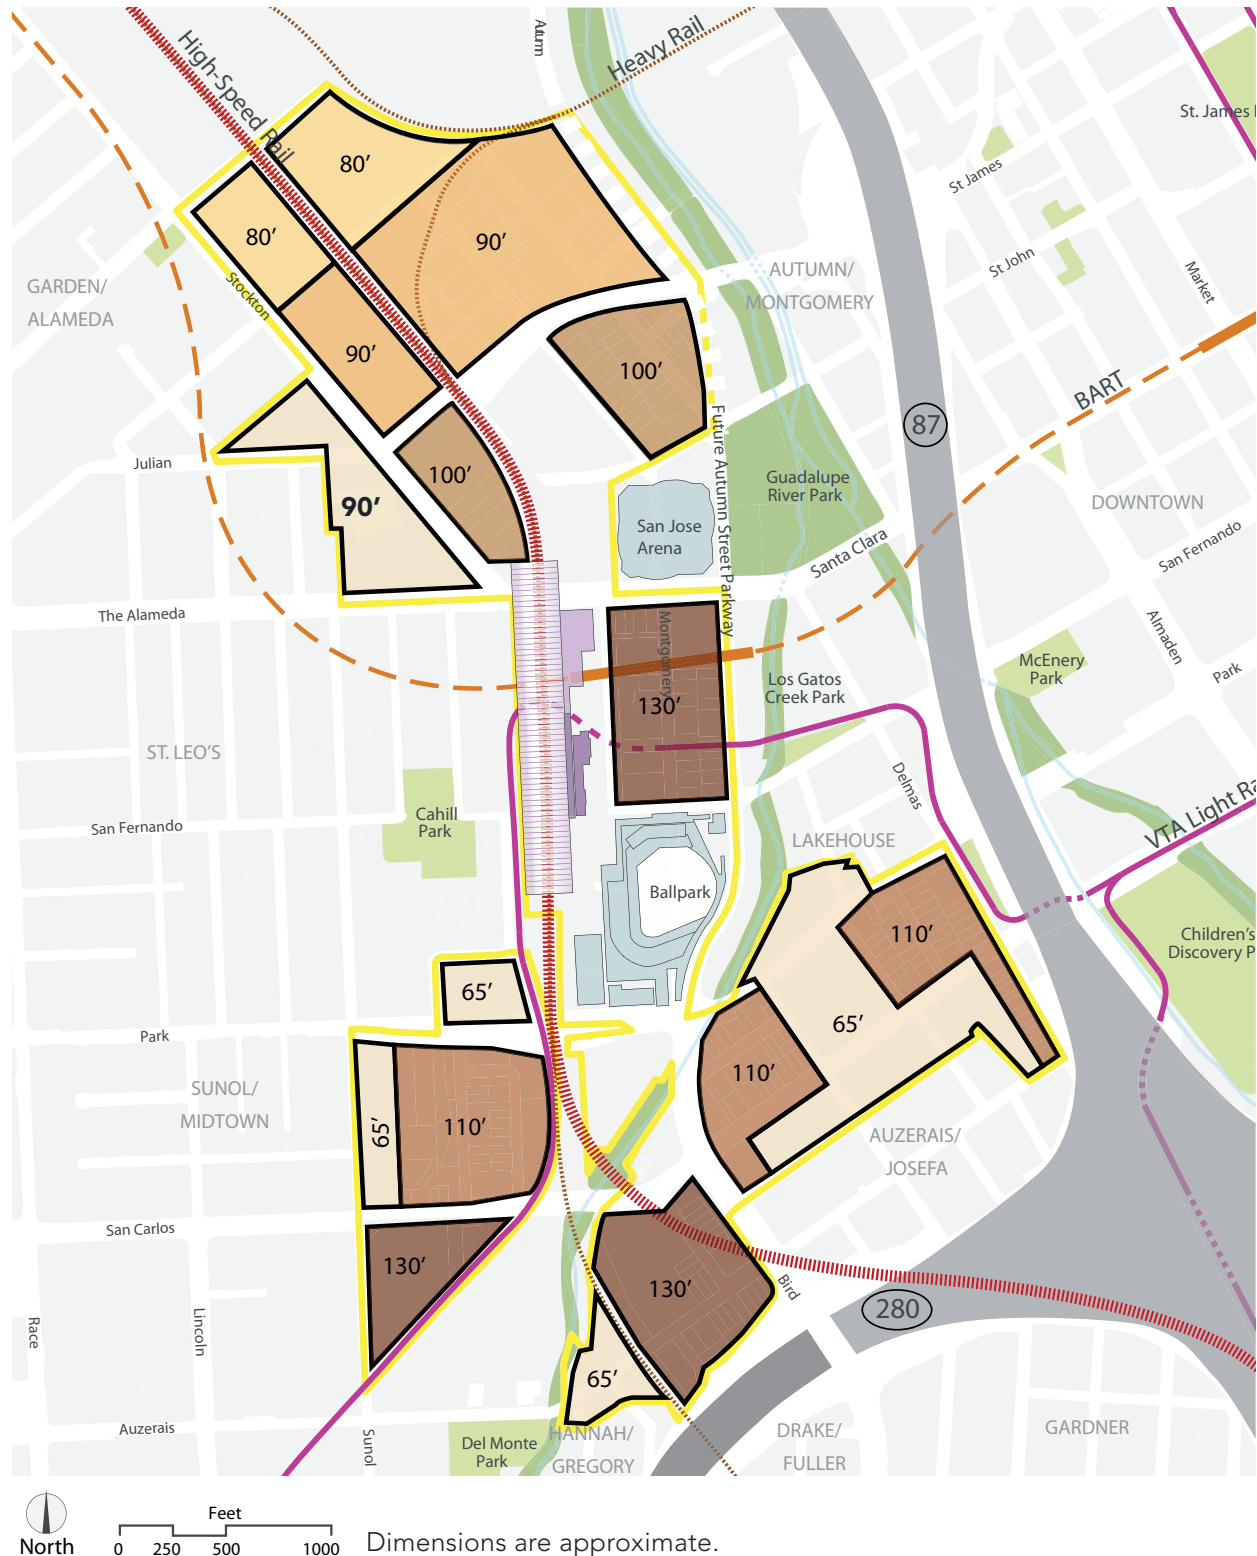 Autumn
Heavy Rail
High-Speed Rail
St. James
80’
St James
80’
90’
St John
AUTUMN/
MONTGOMERY
Market
Stockton
GARDEN/
ALAMEDA
90’
100’
BART
87
Future Autumn Street Parkway
Julian
100’
Guadalupe
River Park
DOWNTOWN
90’
San Jose
Arena
Santa Clara
San Fernando
The Alameda
Montgomery
Almaden
McEnery
Park
Park
Los Gatos
Creek Park
130’
ST. LEO’S
Delmas
Cahill
Park
San Fernando
LAKEHOUSE
VTA Light Ra
Ballpark
110’
Children’s
Discovery P
65’
65’
Park
110’
SUNOL/
MIDTOWN
65’
110’
AUZERAIS/
JOSEFA
San Carlos
130’
130’
Bird
280
Race
Lincoln
65’
Auzerais
Sunol
Del Monte
Park
HANNAH/
GREGORY
DRAKE/
FULLER
GARDNER
Feet
North
0 250 500 1000
Dimensions are approximate.